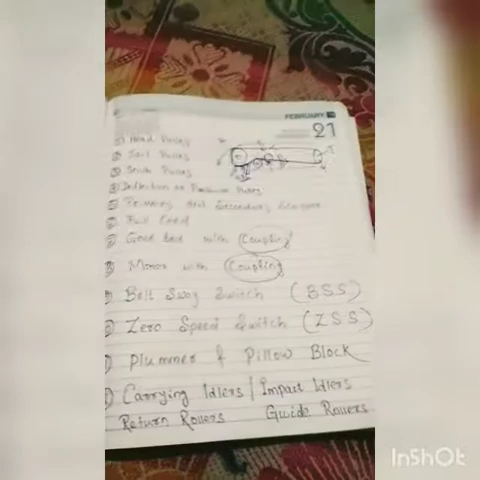 FEBRUARY
21
Head Pulley
Tail Pulley
Snub Pulley
Deflection or Pressure Pulley
Primary and Secondary Scraper
Pull Cord
Gear box with Coupling
Motor with Coupling
Belt Sway Switch (BSS)
Zero Speed Switch (ZSS)
Plummer & Pillow Block
Carrying Idlers / Impact Idlers
Return Rollers Guide Rollers
InShOt